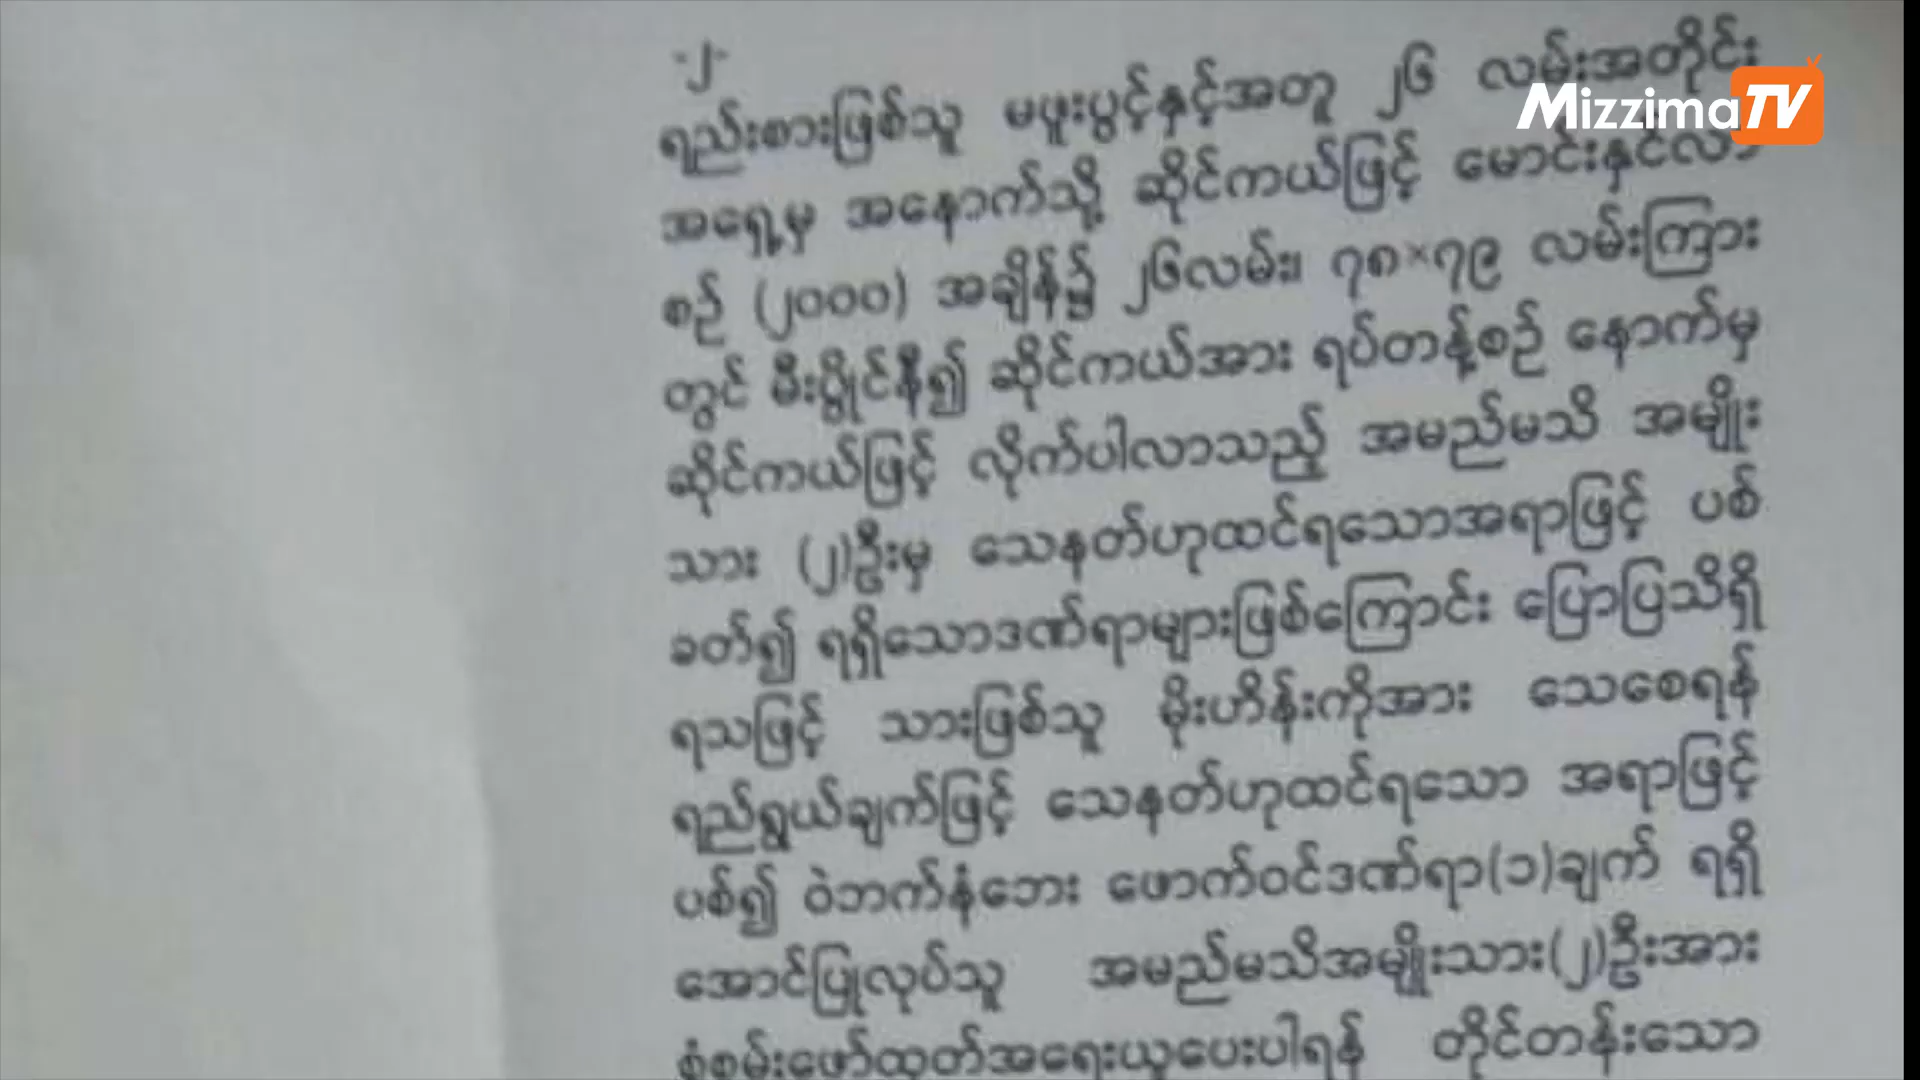 -၂-
ရည်းစားဖြစ်သူ မဖူးပွင့်နှင့်အတူ ၂၆ လမ်းအတိုင်း
MizzimaTV
အရှေ့မှ အနောက်သို့ ဆိုင်ကယ်ဖြင့် မောင်းနှင်လာ
စဉ် (၂၀၀၀) အချိန်၌ ၂၆လမ်း၊ ၇၈×၇၉ လမ်းကြား
တွင် မီးပွိုင့်နီ၍ ဆိုင်ကယ်အား ရပ်တန့်စဉ် နောက်မှ
ဆိုင်ကယ်ဖြင့် လိုက်ပါလာသည့် အမည်မသိ အမျိုး
သား (၂)ဦးမှ သေနတ်ဟုထင်ရသောအရာဖြင့် ပစ်
ခတ်၍ ရရှိသောဒဏ်ရာများဖြစ်ကြောင်း ပြောပြသိရှိ
ရသဖြင့် သားဖြစ်သူ မိုးဟိန်းကိုအား သေစေရန်
ရည်ရွယ်ချက်ဖြင့် သေနတ်ဟုထင်ရသော အရာဖြင့်
ပစ်၍ ဝဲဘက်နံဘေး ဖောက်ဝင်ဒဏ်ရာ(၁)ချက် ရရှိ
အောင်ပြုလုပ်သူ အမည်မသိအမျိုးသား(၂)ဦးအား
စုံစမ်းဖော်ထုတ်အရေးယူပေးပါရန် တိုင်တန်းသော